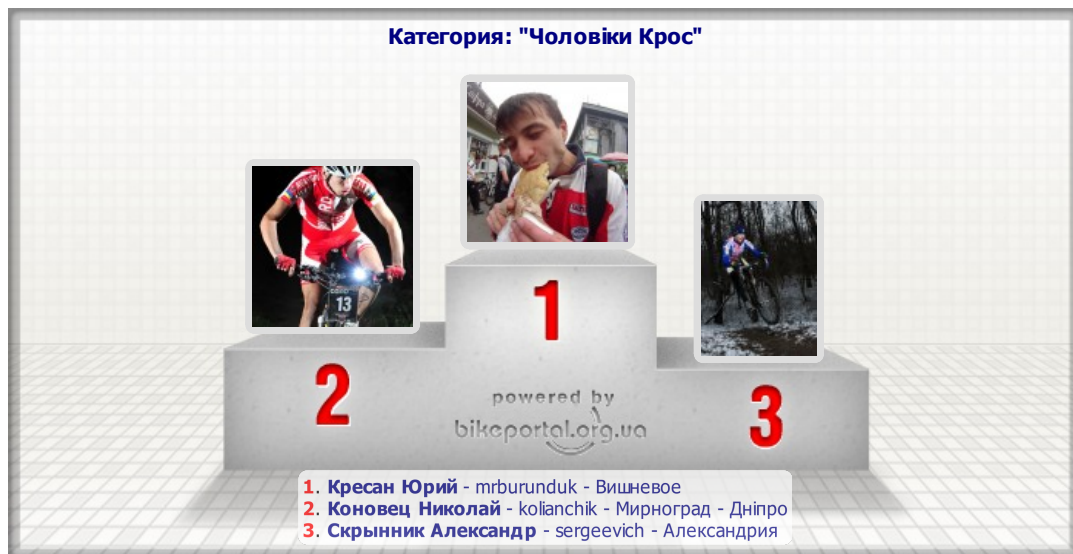 Категория: "Чоловіки Крос"
13
1
2
3
powered by
bikeportal.org.ua
1. Кресан Юрий - mrburunduk - Вишневое
2. Коновец Николай - kolianchik - Мирноград - Дніпро
3. Скрынник Александр - sergeevich - Александрия